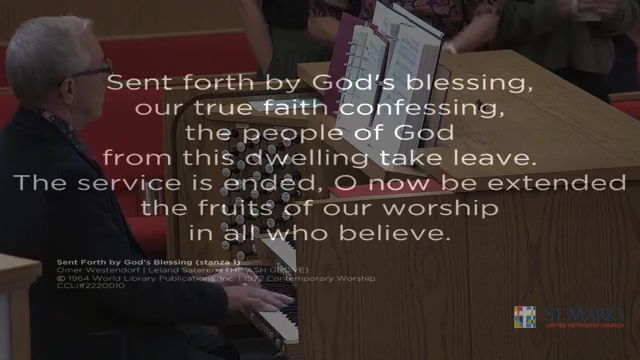 Sent forth by God's blessing,
our true faith confessing,
the people of God
from this dwelling take leave.
The service is ended, O now be extended
the fruits of our worship
in all who believe.
Sent Forth by God's Blessing (stanza 1)
Omer Westendorf | Leland Sateren (THE ASH GROVE)
© 1964 World Library Publications, Inc. | 1972 Contemporary Worship
CCLI#2220010
ST. MARK'S
UNITED METHODIST CHURCH